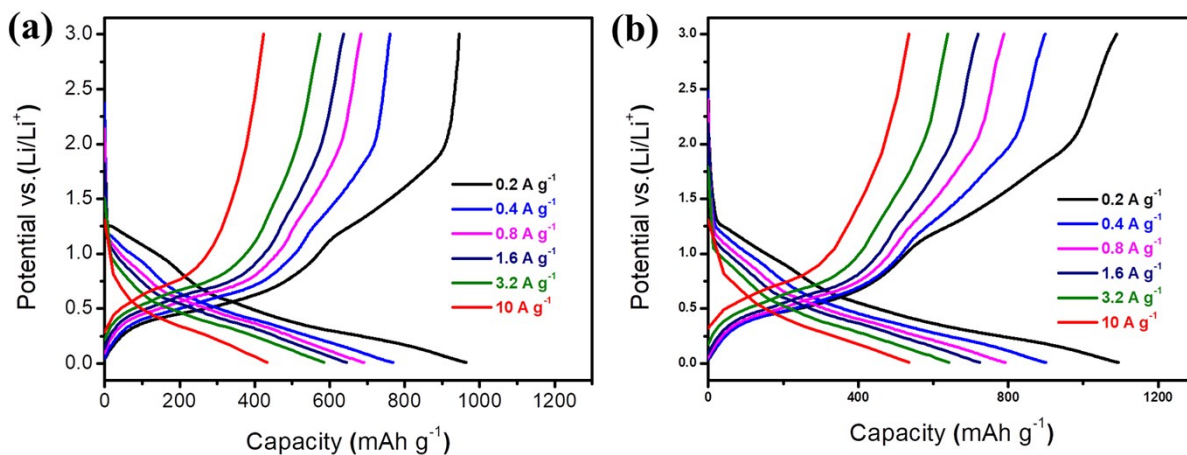 (a)
3.0
2.5
2.0
1.5
1.0
0.5
0.0
Potential vs.(Li/Li⁺)
0.2 A g⁻¹
0.4 A g⁻¹
0.8 A g⁻¹
1.6 A g⁻¹
3.2 A g⁻¹
10 A g⁻¹
0 200 400 600 800 1000 1200
Capacity (mAh g⁻¹)
(b)
3.0
2.5
2.0
1.5
1.0
0.5
0.0
Potential vs.(Li/Li⁺)
0.2 A g⁻¹
0.4 A g⁻¹
0.8 A g⁻¹
1.6 A g⁻¹
3.2 A g⁻¹
10 A g⁻¹
0 400 800 1200
Capacity (mAh g⁻¹)